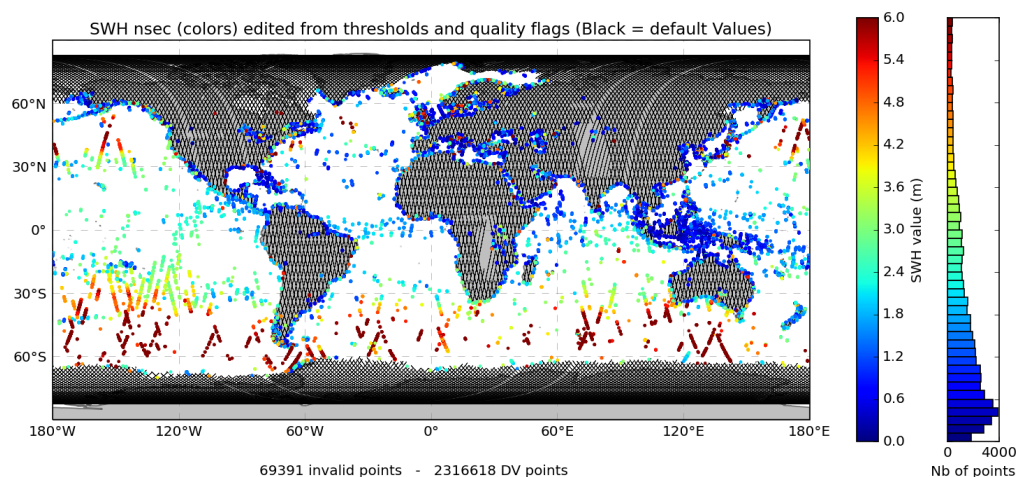 SWH nsec (colors) edited from thresholds and quality flags (Black = default Values)
60°N
30°N
0°
30°S
60°S
180°W
120°W
60°W
0°
60°E
120°E
180°E
69391 invalid points - 2316618 DV points
6.0
5.4
4.8
4.2
3.6
3.0
2.4
1.8
1.2
0.6
0.0
SWH value (m)
0
4000
Nb of points